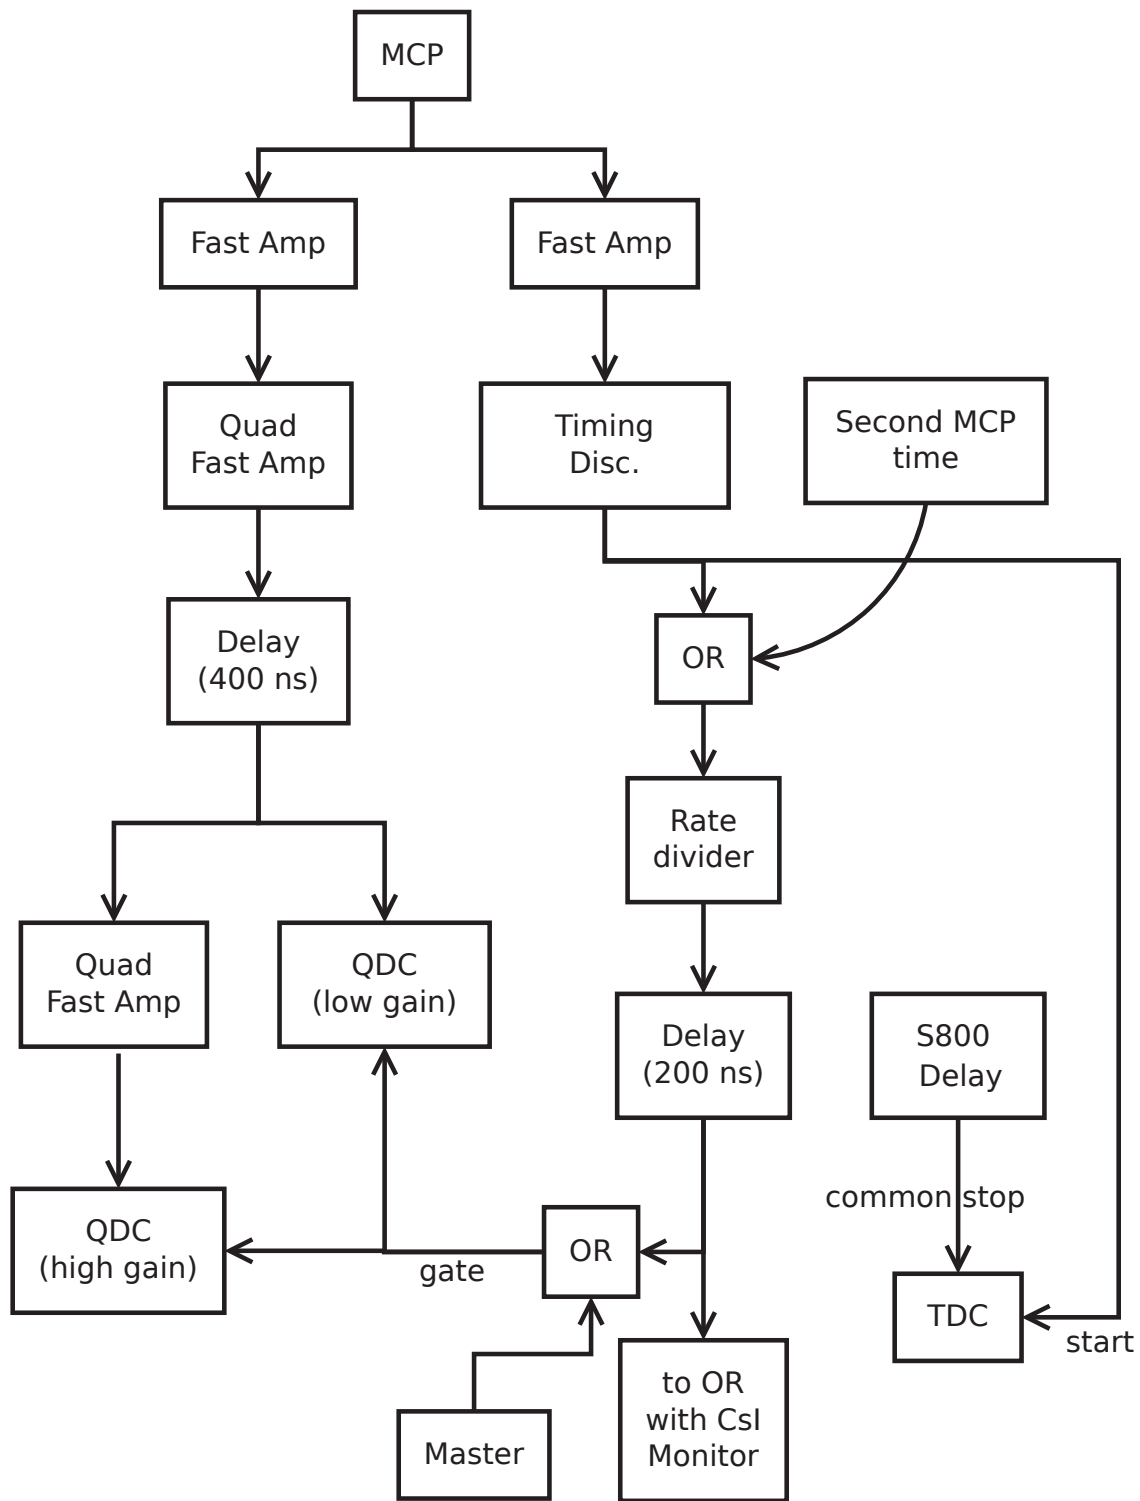 MCP
Fast Amp
Fast Amp
Quad
Fast Amp
Timing
Disc.
Second MCP
time
Delay
(400 ns)
OR
Rate
divider
Quad
Fast Amp
QDC
(low gain)
Delay
(200 ns)
S800
Delay
common stop
QDC
(high gain)
gate
OR
TDC
start
Master
to OR
with CsI
Monitor